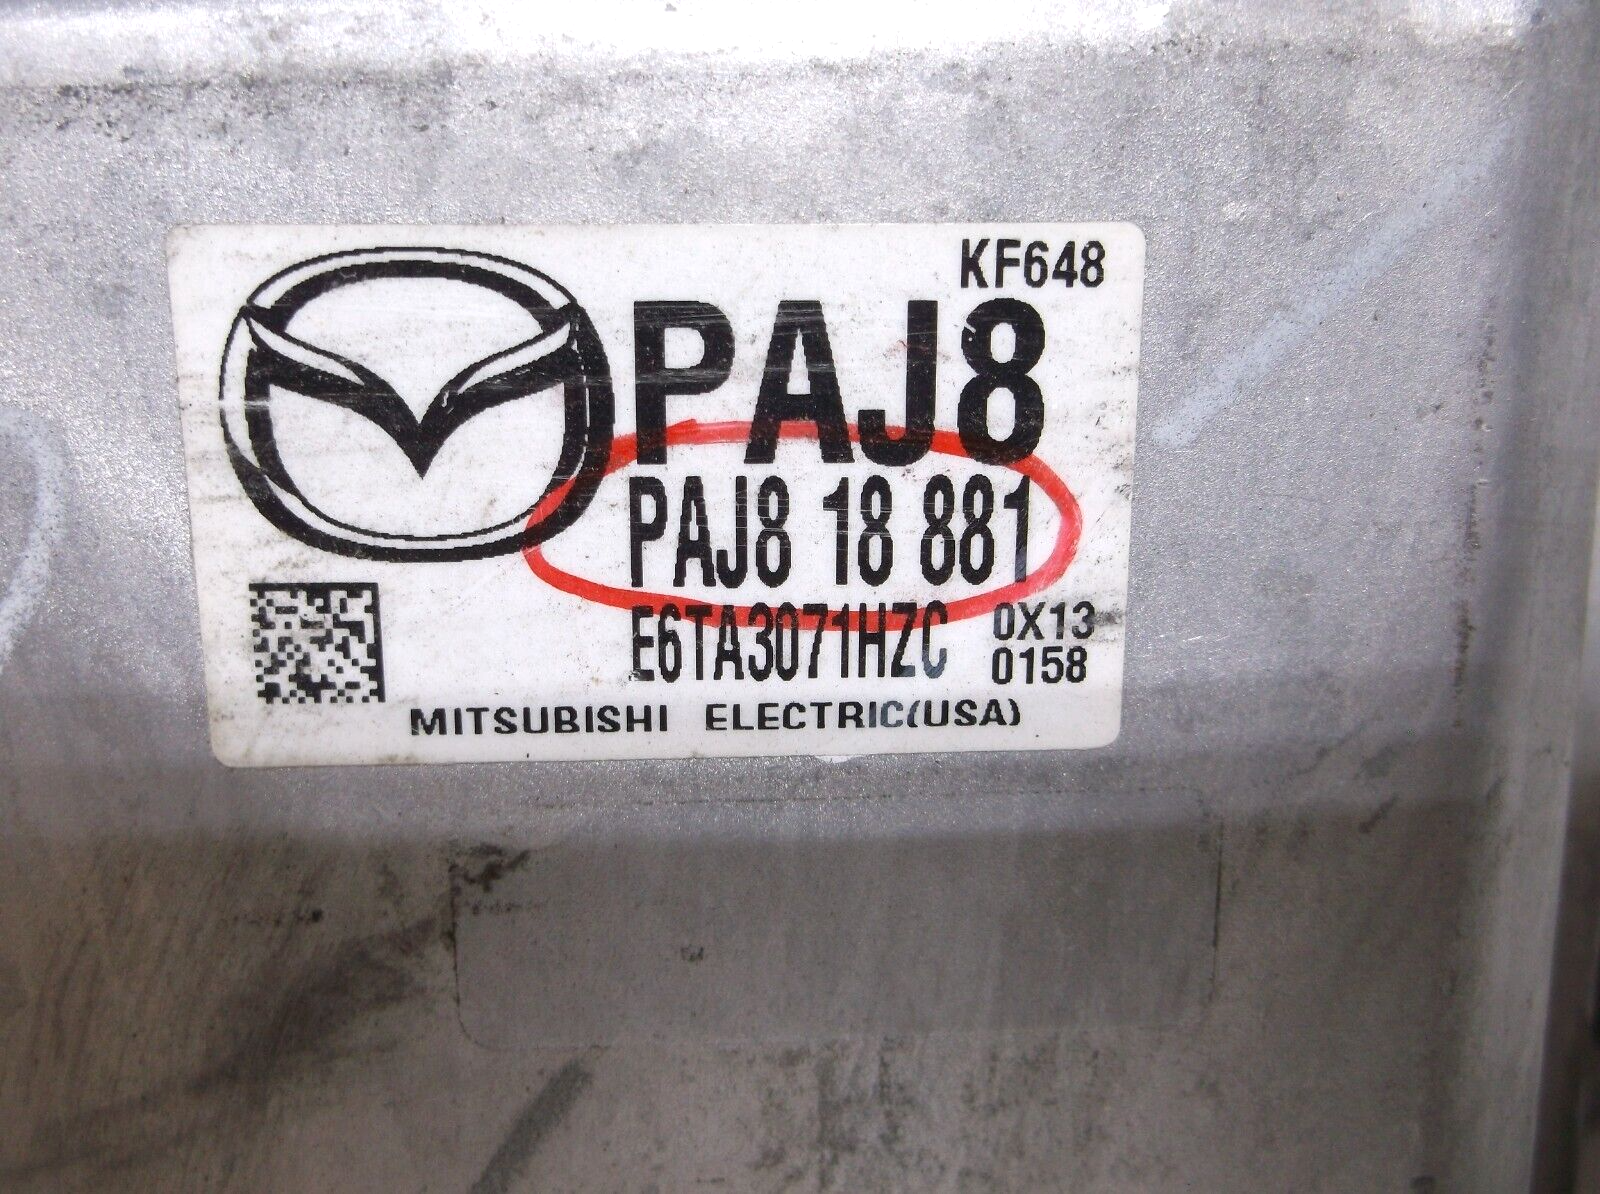 KF648
PAJ8
PAJ8 18 881
E6TA3071HZC 0X13
0158
MITSUBISHI ELECTRIC(USA)